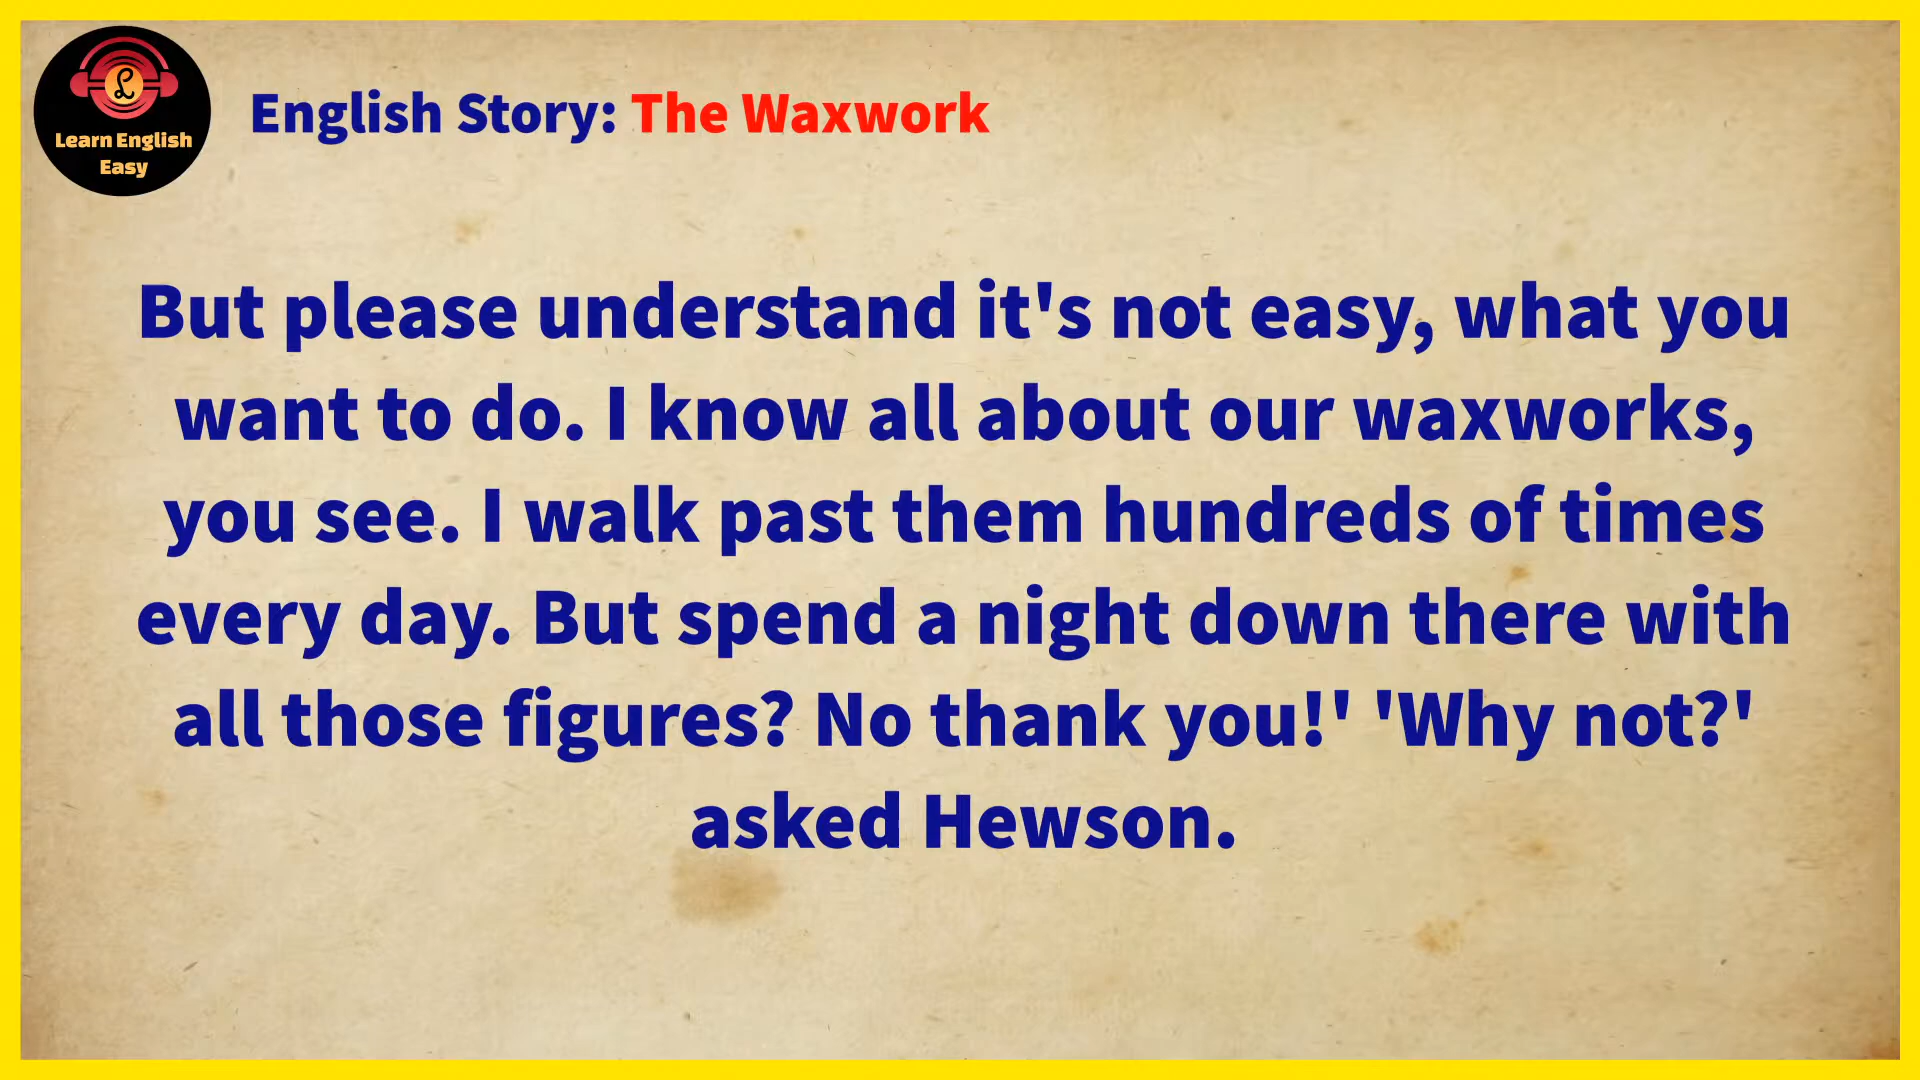 Learn English
Easy
English Story: The Waxwork
But please understand it's not easy, what you
want to do. I know all about our waxworks,
you see. I walk past them hundreds of times
every day. But spend a night down there with
all those figures? No thank you!' 'Why not?'
asked Hewson.